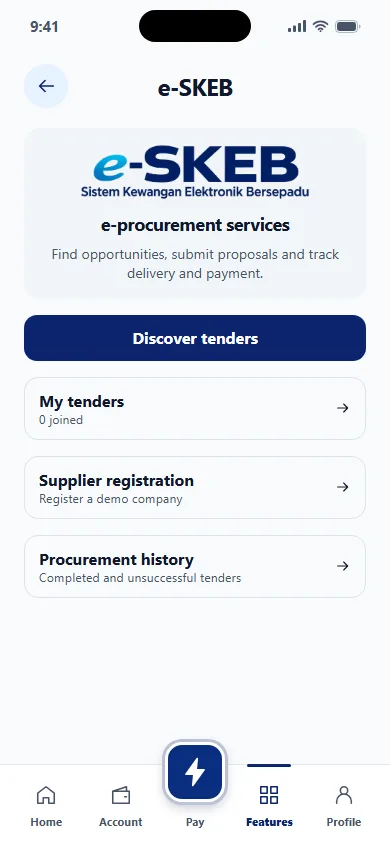 9:41
e-SKEB
e-SKEB
Sistem Kewangan Elektronik Bersepadu
e-procurement services
Find opportunities, submit proposals and track
delivery and payment.
Discover tenders
My tenders
0 joined
Supplier registration
Register a demo company
Procurement history
Completed and unsuccessful tenders
Home
Account
Pay
Features
Profile